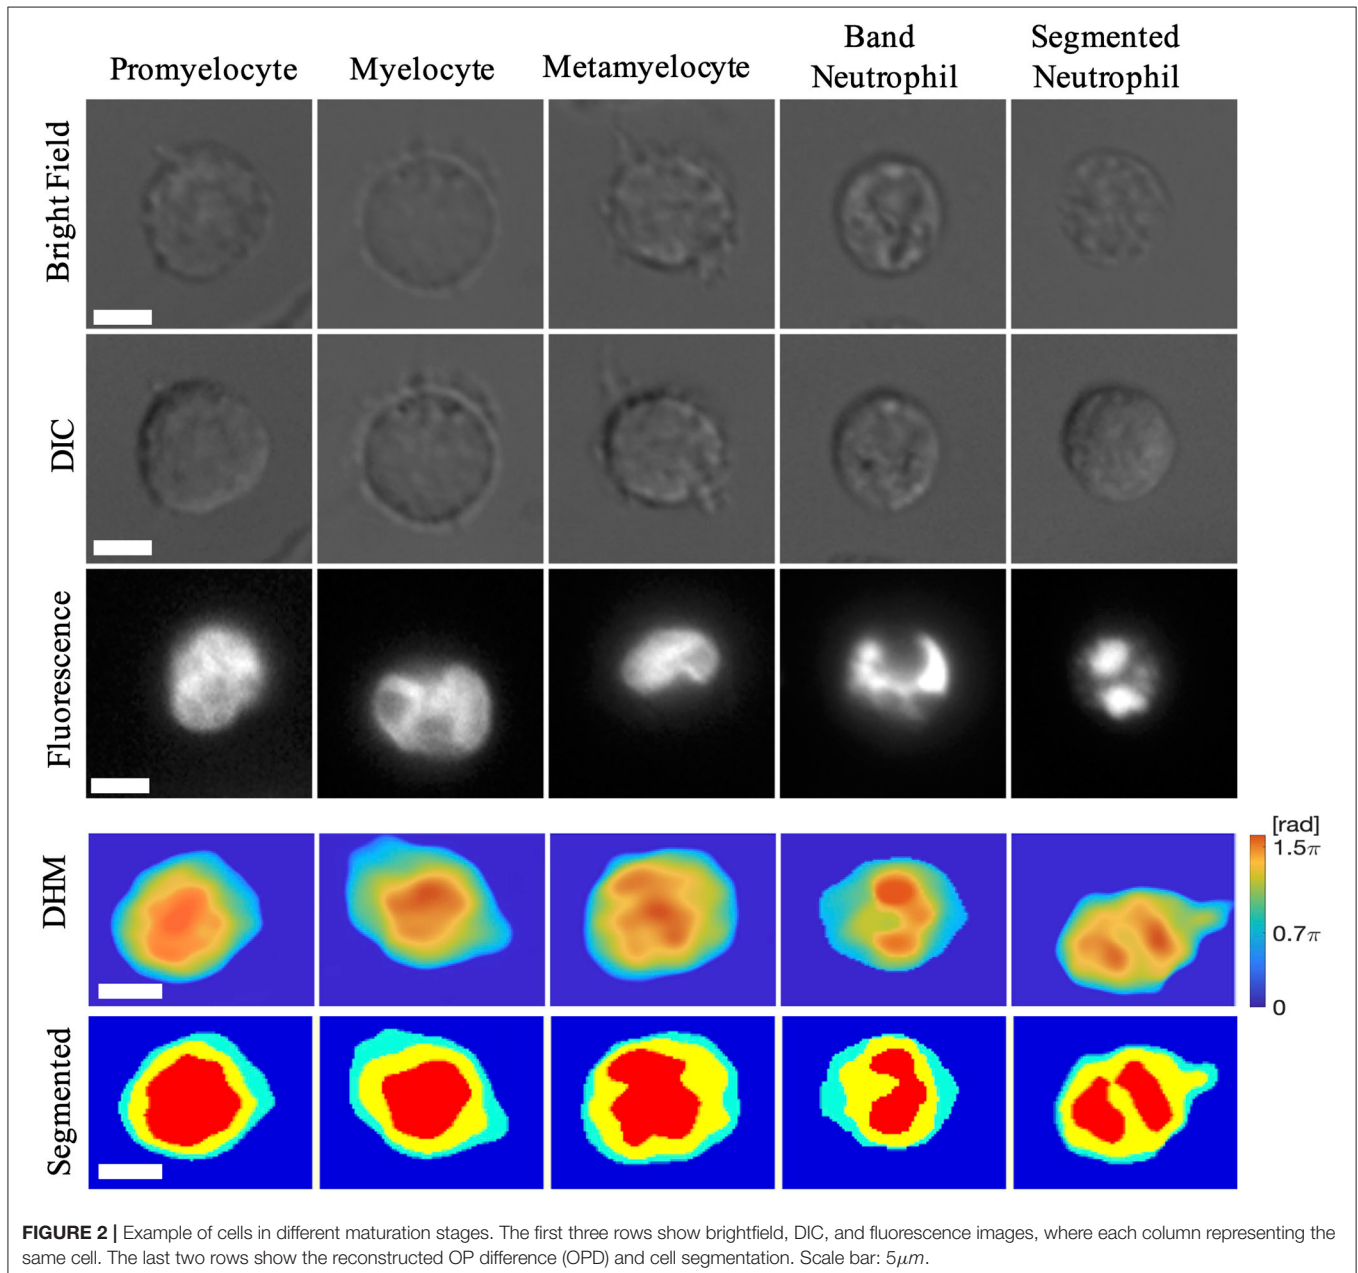 Promyelocyte Myelocyte Metamyelocyte Band Neutrophil Segmented Neutrophil
Bright Field
DIC
Fluorescence
DHM
[rad]
1.5π
0.7π
0
Segmented
FIGURE 2 | Example of cells in different maturation stages. The first three rows show brightfield, DIC, and fluorescence images, where each column representing the
same cell. The last two rows show the reconstructed OP difference (OPD) and cell segmentation. Scale bar: 5μm.